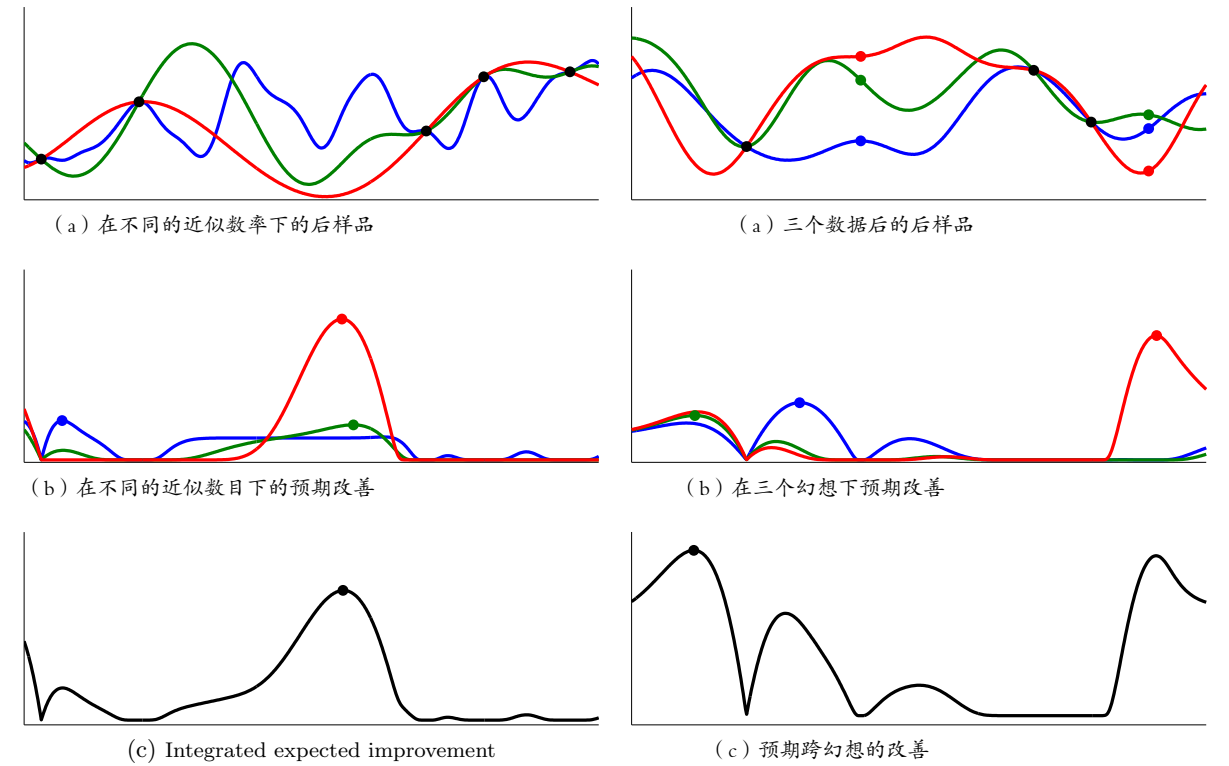 （a）在不同的近似数率下的后样品
（a）三个数据后的后样品
（b）在不同的近似数目下的预期改善
（b）在三个幻想下预期改善
(c) Integrated expected improvement
（c）预期跨幻想的改善